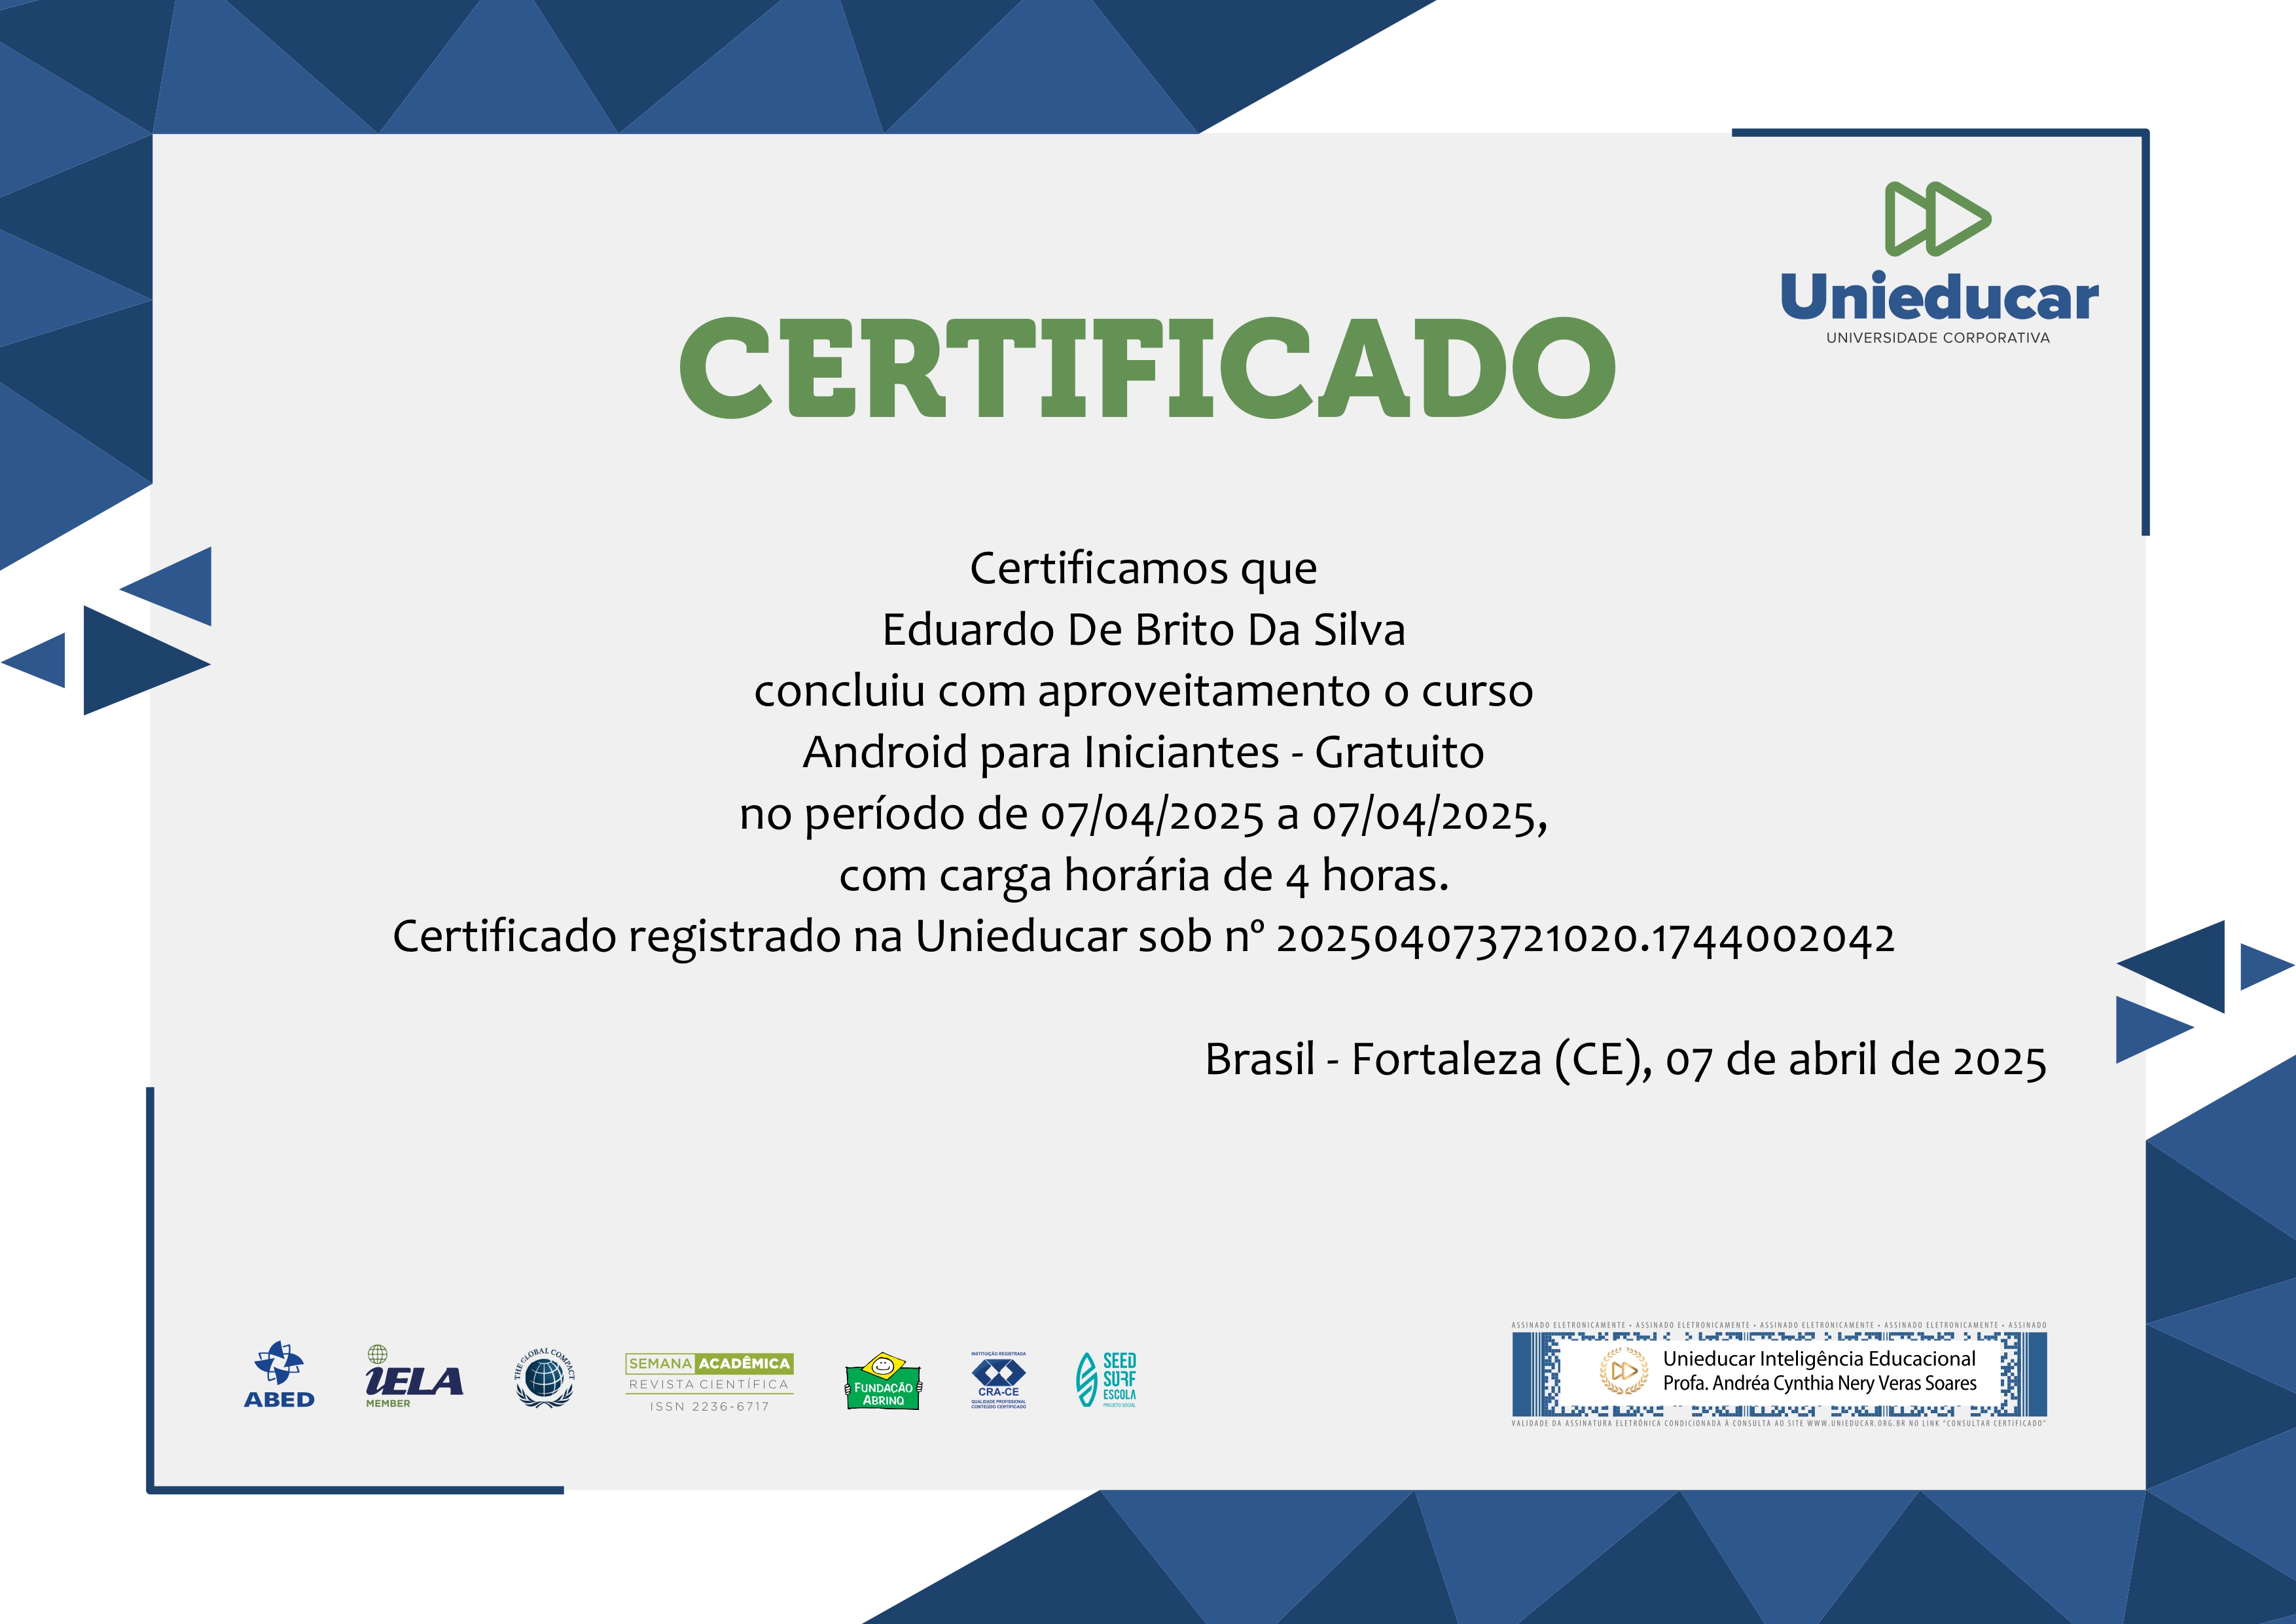 Unieducar
UNIVERSIDADE CORPORATIVA
CERTIFICADO
Certificamos que
Eduardo De Brito Da Silva
concluiu com aproveitamento o curso
Android para Iniciantes - Gratuito
no período de 07/04/2025 a 07/04/2025,
com carga horária de 4 horas.
Certificado registrado na Unieducar sob nº 202504073721020.1744002042
Brasil - Fortaleza (CE), 07 de abril de 2025
ABED
iELA
MEMBER
THE GLOBAL COMPACT
SEMANA ACADÊMICA
REVISTA CIENTÍFICA
ISSN 2236-6717
FUNDAÇÃO
ABRINQ
INSTITUIÇÃO REGISTRADA
CRA-CE
QUALIDADE PROFISSIONAL
CONTEÚDO CERTIFICADO
SEED
SURF
ESCOLA
PROJETO SOCIAL
ASSINADO ELETRONICAMENTE • ASSINADO ELETRONICAMENTE • ASSINADO ELETRONICAMENTE • ASSINADO ELETRONICAMENTE • ASSINADO
Unieducar Inteligência Educacional
Profa. Andréa Cynthia Nery Veras Soares
VALIDADE DA ASSINATURA ELETRÔNICA CONDICIONADA À CONSULTA AO SITE WWW.UNIEDUCAR.ORG.BR NO LINK "CONSULTAR CERTIFICADO"